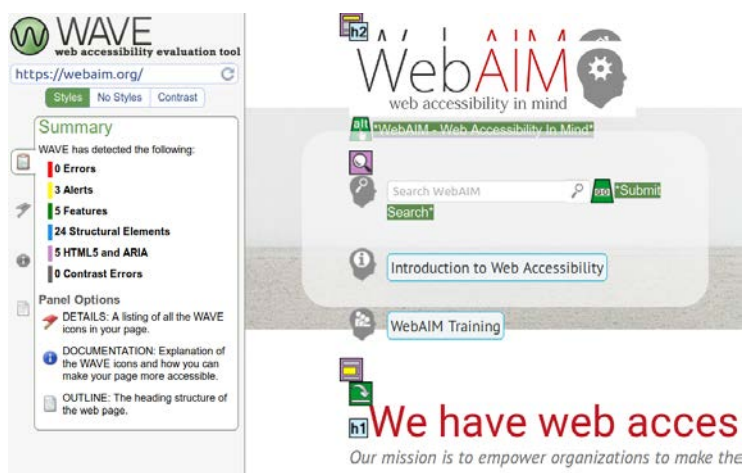 WAVE
web accessibility evaluation tool
https://webaim.org/
Styles No Styles Contrast
Summary
WAVE has detected the following:
0 Errors
3 Alerts
5 Features
24 Structural Elements
5 HTML5 and ARIA
0 Contrast Errors
Panel Options
DETAILS: A listing of all the WAVE
icons in your page.
DOCUMENTATION: Explanation of
the WAVE icons and how you can
make your page more accessible.
OUTLINE: The heading structure of
the web page.
h2
WebAIM
web accessibility in mind
alt *WebAIM - Web Accessibility In Mind*
Search WebAIM *Submit
Search*
Introduction to Web Accessibility
WebAIM Training
h1 We have web acces
Our mission is to empower organizations to make the